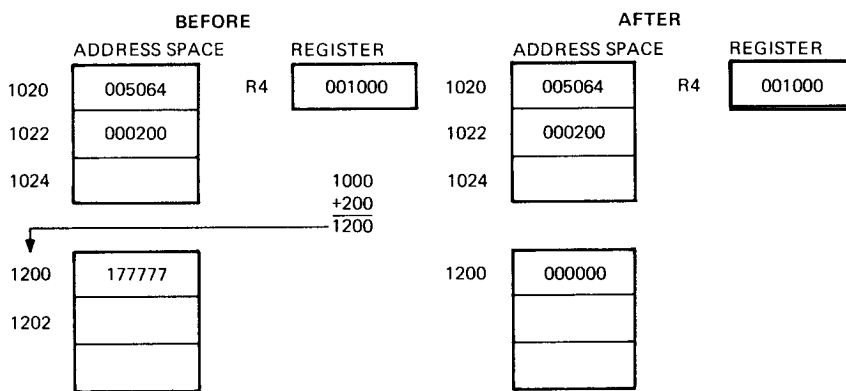 BEFORE
AFTER
ADDRESS SPACE REGISTER
ADDRESS SPACE REGISTER
1020 005064 R4 001000
1020 005064 R4 001000
1022 000200
1022 000200
1024
1024
1000
+200
1200
1200 177777
1200 000000
1202